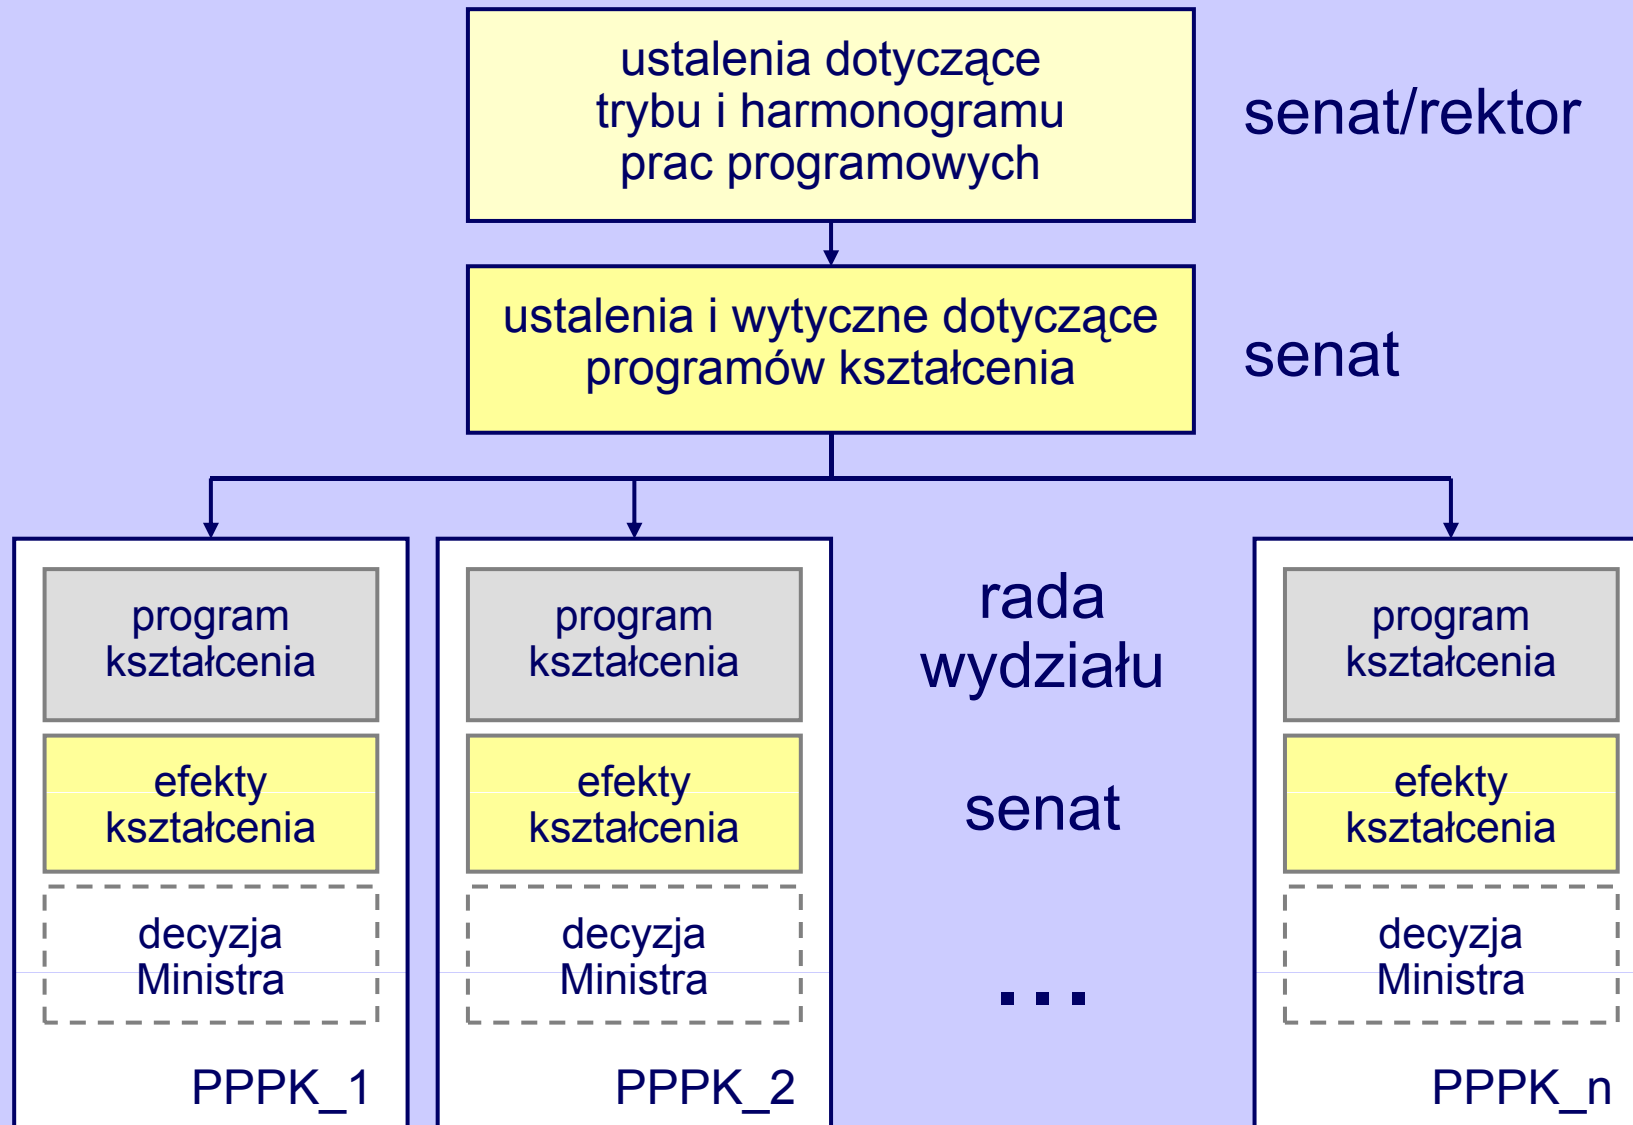 ustalenia dotyczące
trybu i harmonogramu
prac programowych
senat/rektor
ustalenia i wytyczne dotyczące
programów kształcenia
senat
program
kształcenia
efekty
kształcenia
decyzja
Ministra
PPPK_1
program
kształcenia
efekty
kształcenia
decyzja
Ministra
PPPK_2
rada
wydziału
senat
...
program
kształcenia
efekty
kształcenia
decyzja
Ministra
PPPK_n